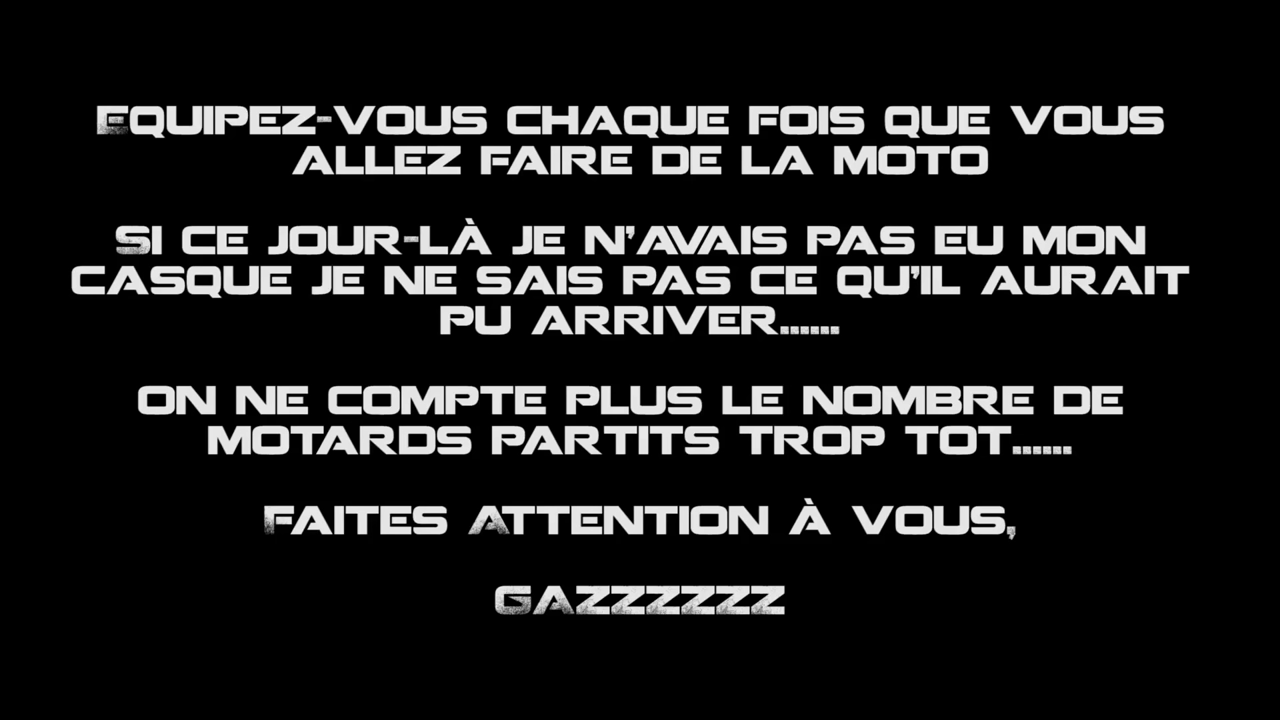 EQUIPEZ-VOUS CHAQUE FOIS QUE VOUS
ALLEZ FAIRE DE LA MOTO
SI CE JOUR-LÀ JE N'AVAIS PAS EU MON
CASQUE JE NE SAIS PAS CE QU'IL AURAIT
PU ARRIVER......
ON NE COMPTE PLUS LE NOMBRE DE
MOTARDS PARTITS TROP TOT......
FAITES ATTENTION À VOUS,
GAZZZZZZ